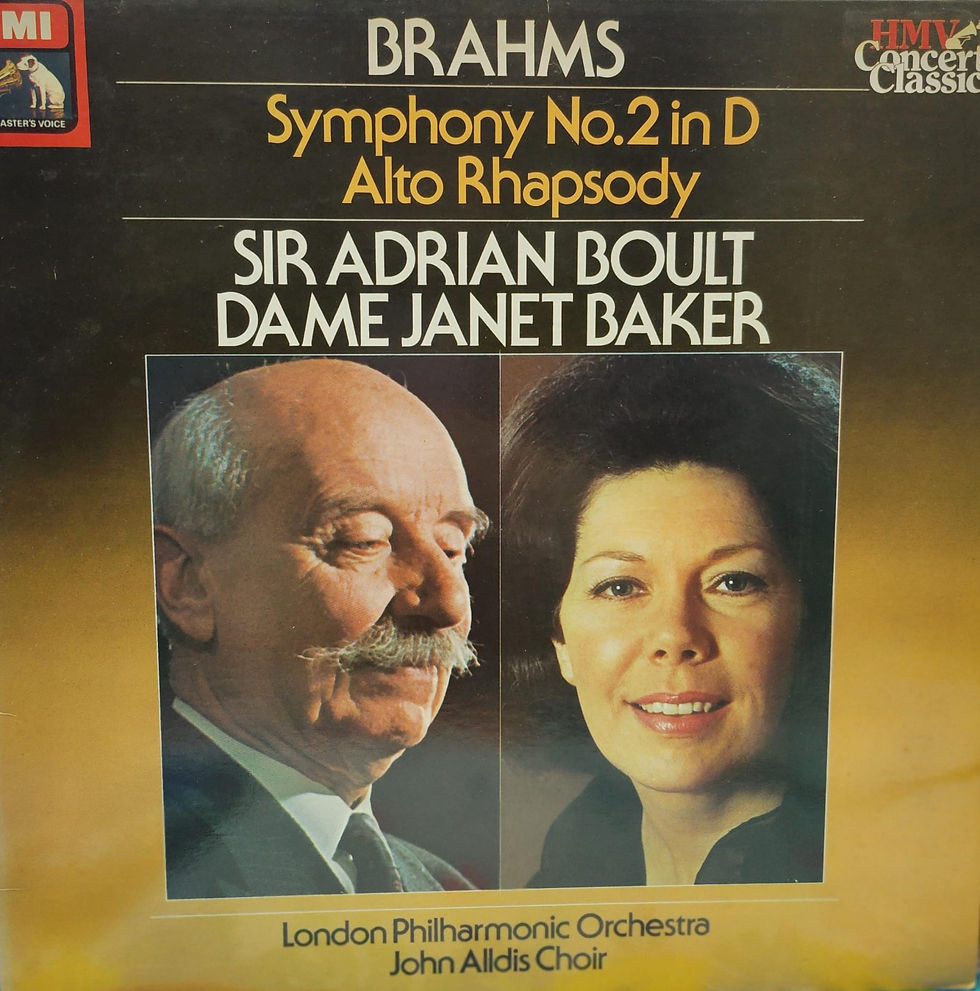 MI
ASTER'S VOICE
HMV
Concert
Classic
BRAHMS
Symphony No.2 in D
Alto Rhapsody
SIR ADRIAN BOULT
DAME JANET BAKER
London Philharmonic Orchestra
John Alldis Choir